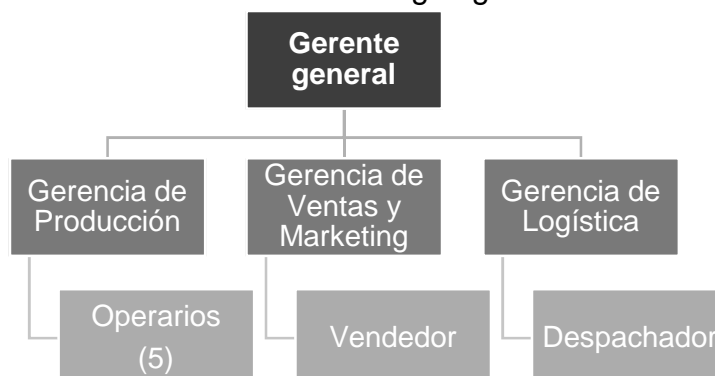 Gerente
general
Gerencia de
Producción
Gerencia de
Ventas y
Marketing
Gerencia de
Logística
Operarios
(5)
Vendedor
Despachador